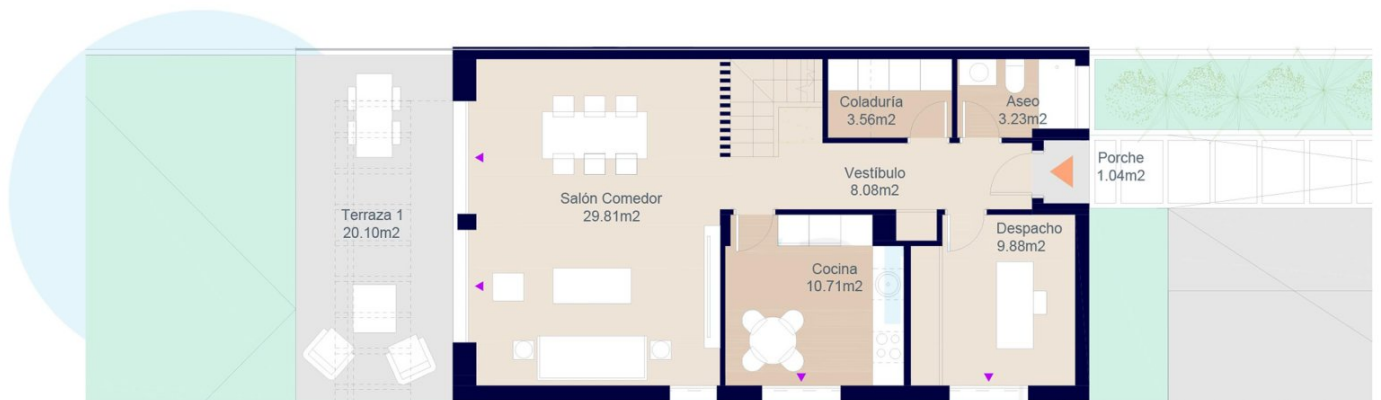 Coladuría
3.56m2
Aseo
3.23m2
Porche
1.04m2
Vestíbulo
8.08m2
Salón Comedor
29.81m2
Terraza 1
20.10m2
Despacho
9.88m2
Cocina
10.71m2